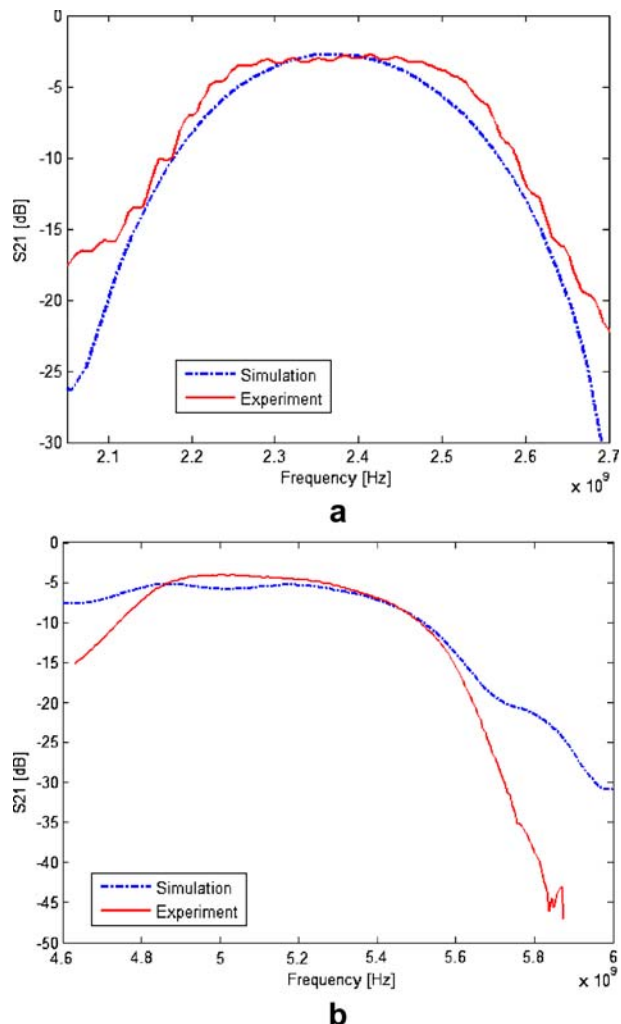 0
-5
-10
-15
-20
-25
-30
S21 [dB]
Simulation
Experiment
2.1 2.2 2.3 2.4 2.5 2.6 2.7
Frequency [Hz]
x 10^9
a
0
-5
-10
-15
-20
-25
-30
-35
-40
-45
-50
S21 [dB]
Simulation
Experiment
4.6 4.8 5 5.2 5.4 5.6 5.8 6
Frequency [Hz]
x 10^9
b